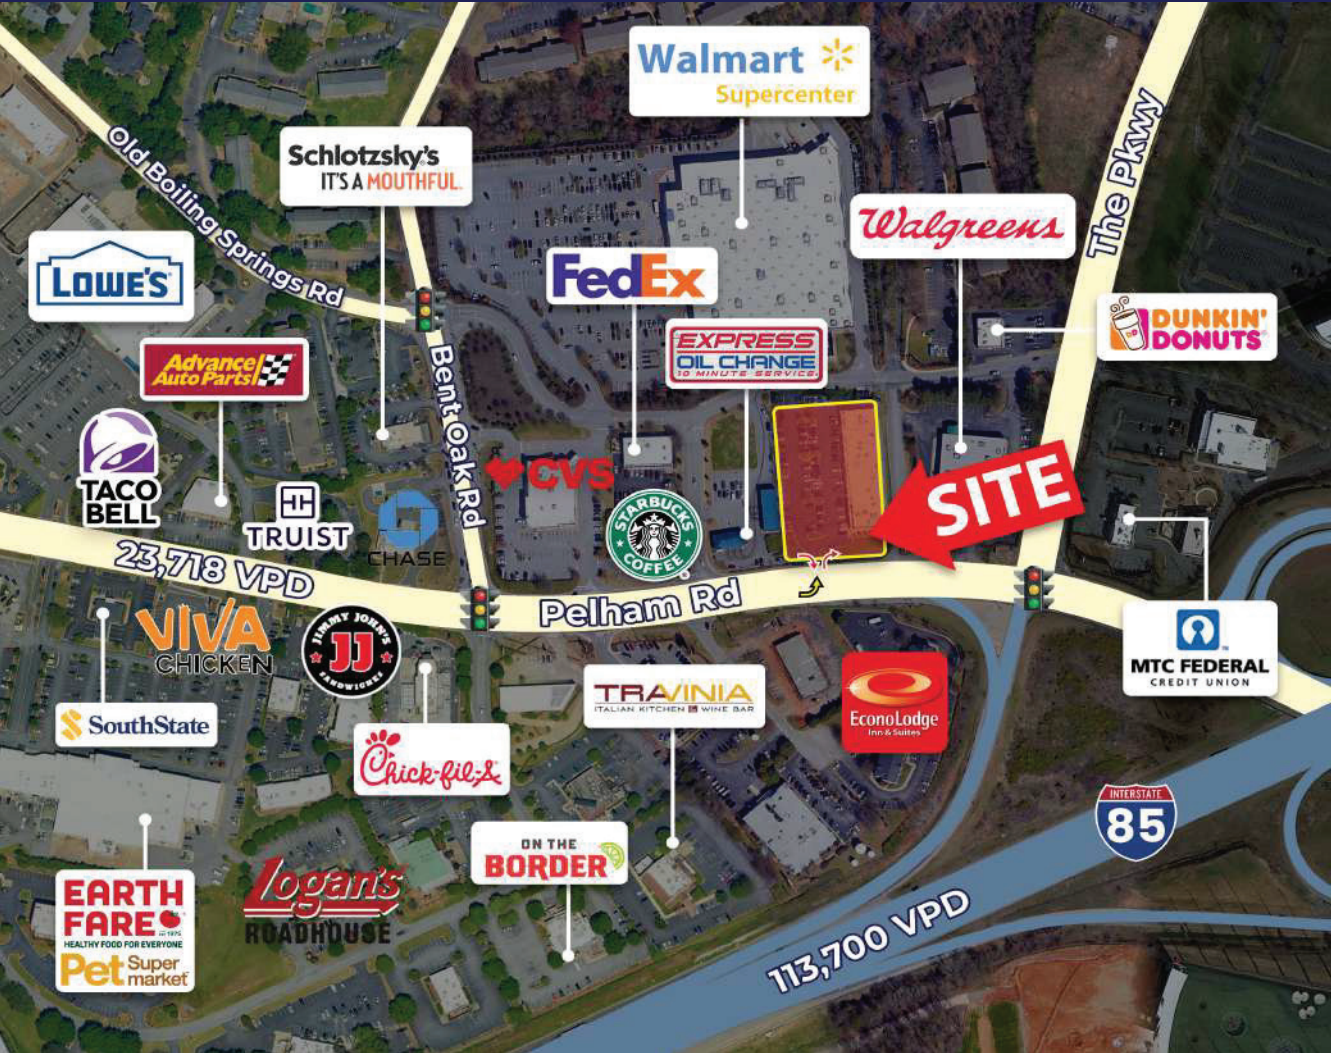 Walmart
Supercenter
The Pkwy
Old Boiling Springs Rd
Schlotzsky's
IT'S A MOUTHFUL.
Walgreens
LOWE'S
FedEx
DUNKIN'
DONUTS
EXPRESS
OIL CHANGE
10 MINUTE SERVICE
Advance
Auto Parts
Bent Oak Rd
TACO
BELL
CVS
SITE
TRUIST
CHASE
STARBUCKS
COFFEE
23,718 VPD
Pelham Rd
VIVA
CHICKEN
JIMMY JOHN'S
JJ
SANDWICHES
MTC FEDERAL
CREDIT UNION
TRAVINIA
ITALIAN KITCHEN & WINE BAR
EconoLodge
Inn & Suites
SouthState
Chick-fil-A
INTERSTATE
85
ON THE
BORDER
EARTH
FARE
HEALTHY FOOD FOR EVERYONE
Pet Super
market
Logan's
ROADHOUSE
113,700 VPD